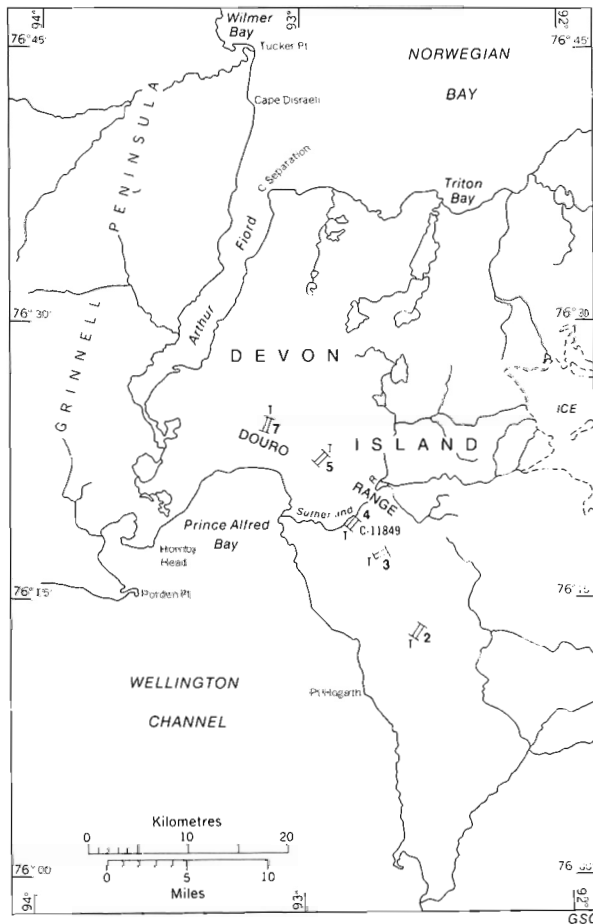 94°
93°
92°
Wilmer
Bay
76°45'
76°45'
Tucker Pt
NORWEGIAN
BAY
Cape Disraeli
PENINSULA
C Separation
Triton
Bay
Fiord
Arthur
76°30'
76°30'
GRINNELL
DEVON
ICE
T
7
DOURO
T
5
ISLAND
R
RANGE
4
T
C-11849
Prince Alfred
Bay
T
3
Head
76°15'
76°15'
Porden Pt
T
2
WELLINGTON
CHANNEL
Pt Hogarth
Kilometres
0
10
20
0
5
10
Miles
76°00'
94°
93°
92°
GSC